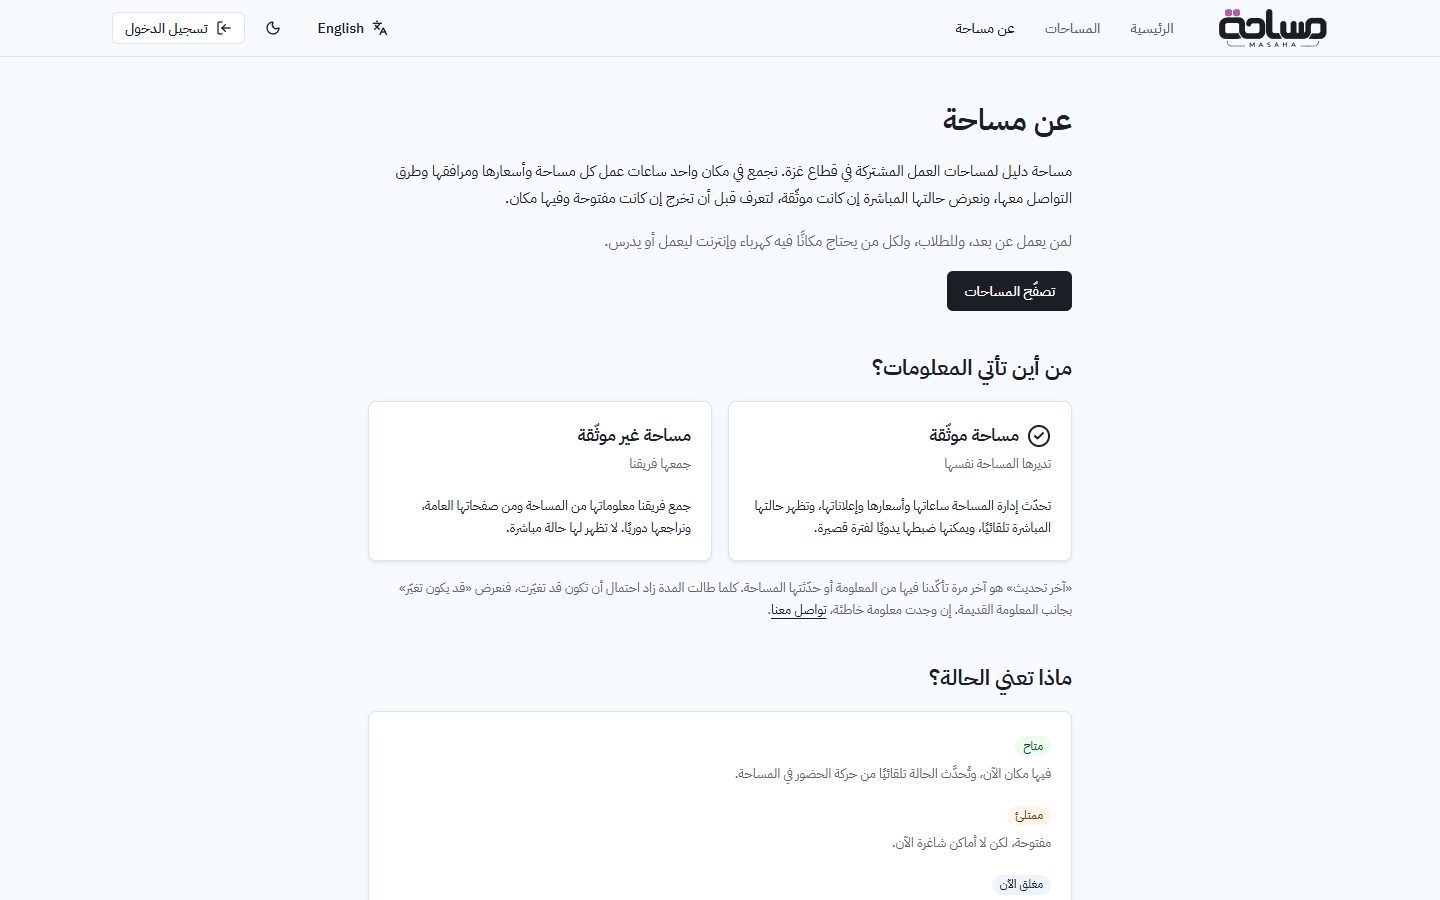 مساحة
MASAHA
الرئيسية
المساحات
عن مساحة
English
تسجيل الدخول
عن مساحة
مساحة دليل لمساحات العمل المشتركة في قطاع غزة. نجمع في مكان واحد ساعات عمل كل مساحة وأسعارها ومرافقها وطرق
التواصل معها، ونعرض حالتها المباشرة إن كانت موثّقة، لتعرف قبل أن تخرج إن كانت مفتوحة وفيها مكان.
لمن يعمل عن بعد، وللطلاب، ولكل من يحتاج مكانًا فيه كهرباء وإنترنت ليعمل أو يدرس.
تصفّح المساحات
من أين تأتي المعلومات؟
مساحة موثّقة
تديرها المساحة نفسها
تحدّث إدارة المساحة ساعاتها وأسعارها وإعلاناتها، وتظهر حالتها
المباشرة تلقائيًا، ويمكنها ضبطها يدويًا لفترة قصيرة.
مساحة غير موثّقة
جمعها فريقنا
جمع فريقنا معلوماتها من المساحة ومن صفحاتها العامة،
ونراجعها دوريًا. لا تظهر لها حالة مباشرة.
«آخر تحديث» هو آخر مرة تأكّدنا فيها من المعلومة أو حدّثتها المساحة. كلما طالت المدة زاد احتمال أن تكون قد تغيّرت، فنعرض «قد يكون تغيّر»
بجانب المعلومة القديمة. إن وجدت معلومة خاطئة، تواصل معنا.
ماذا تعني الحالة؟
متاح
فيها مكان الآن، وتُحدَّث الحالة تلقائيًا من حركة الحضور في المساحة.
ممتلئ
مفتوحة، لكن لا أماكن شاغرة الآن.
مغلق الآن